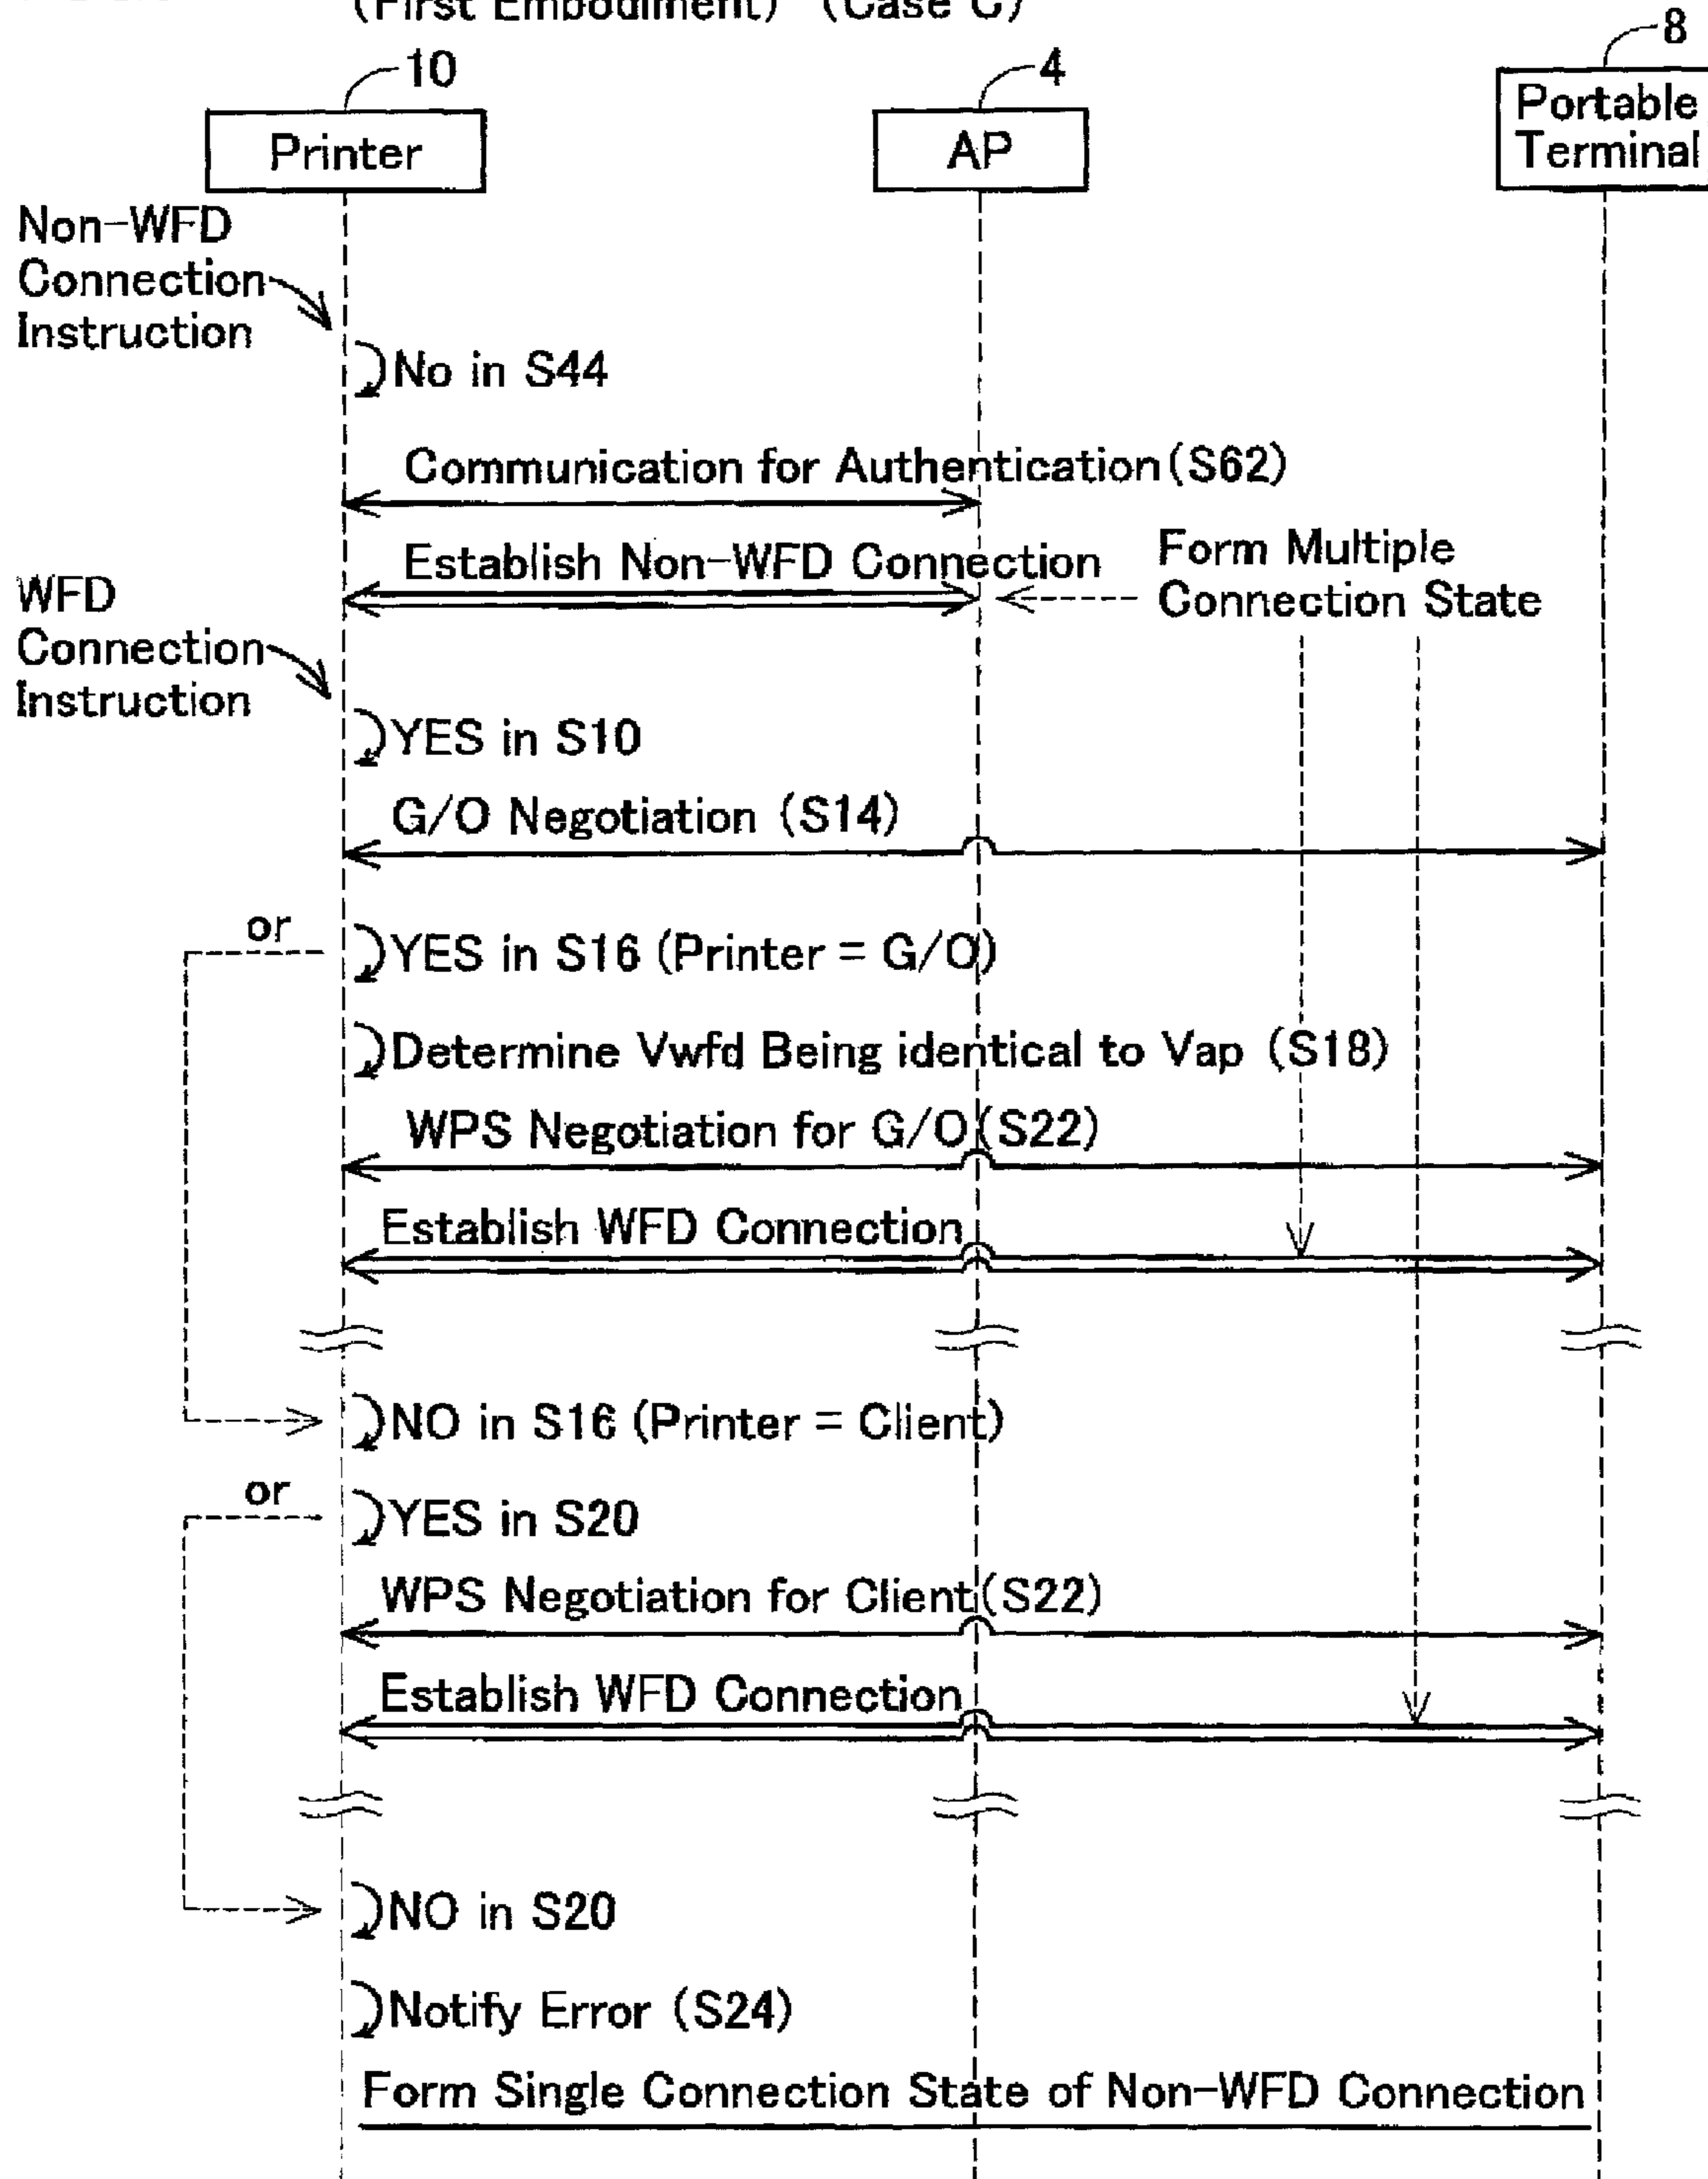 (First Embodiment) (Case C)
10
4
8
Printer
AP
Portable
Terminal
Non-WFD
Connection
Instruction
No in S44
Communication for Authentication(S62)
Establish Non-WFD Connection
Form Multiple
Connection State
WFD
Connection
Instruction
YES in S10
G/O Negotiation (S14)
or
YES in S16 (Printer = G/O)
Determine Vwfd Being identical to Vap (S18)
WPS Negotiation for G/O(S22)
Establish WFD Connection
NO in S16 (Printer = Client)
or
YES in S20
WPS Negotiation for Client(S22)
Establish WFD Connection
NO in S20
Notify Error (S24)
Form Single Connection State of Non-WFD Connection